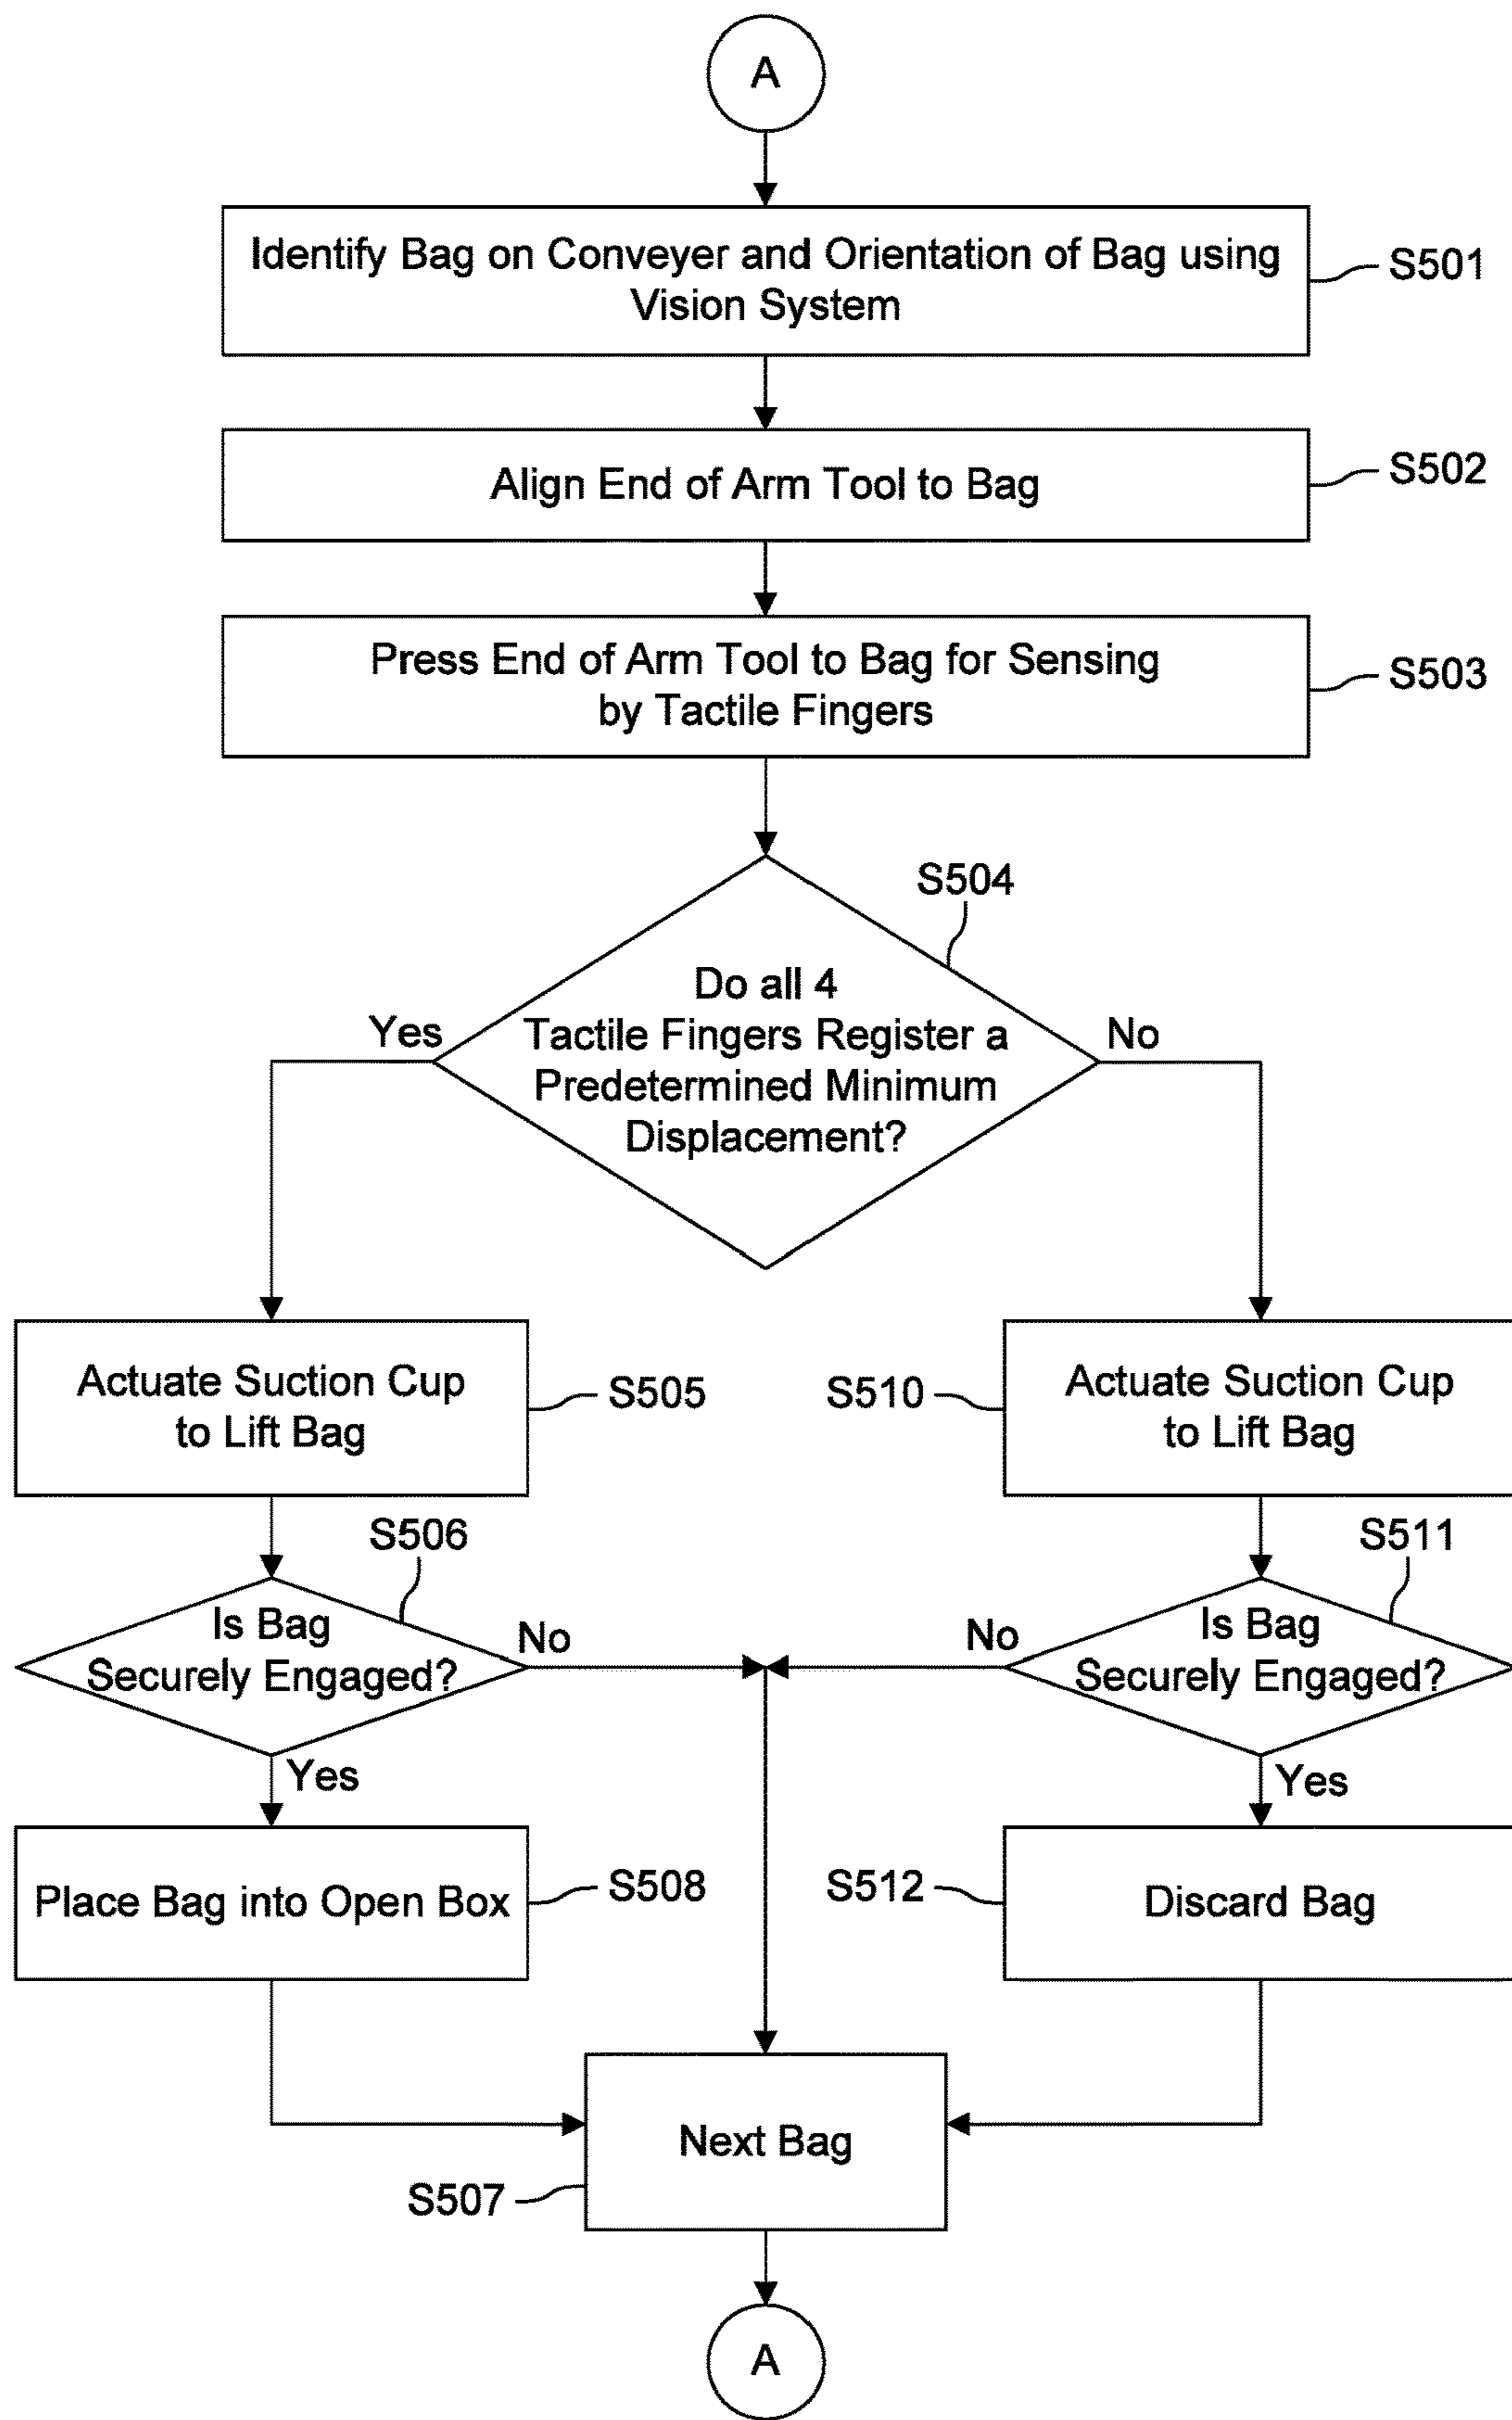 A
Identify Bag on Conveyer and Orientation of Bag using
Vision System
S501
Align End of Arm Tool to Bag
S502
Press End of Arm Tool to Bag for Sensing
by Tactile Fingers
S503
S504
Do all 4
Tactile Fingers Register a
Predetermined Minimum
Displacement?
Yes
No
Actuate Suction Cup
to Lift Bag
S505
S510
Actuate Suction Cup
to Lift Bag
S506
Is Bag
Securely Engaged?
No
S511
No
Is Bag
Securely Engaged?
Yes
Yes
Place Bag into Open Box
S508
S512
Discard Bag
Next Bag
S507
A